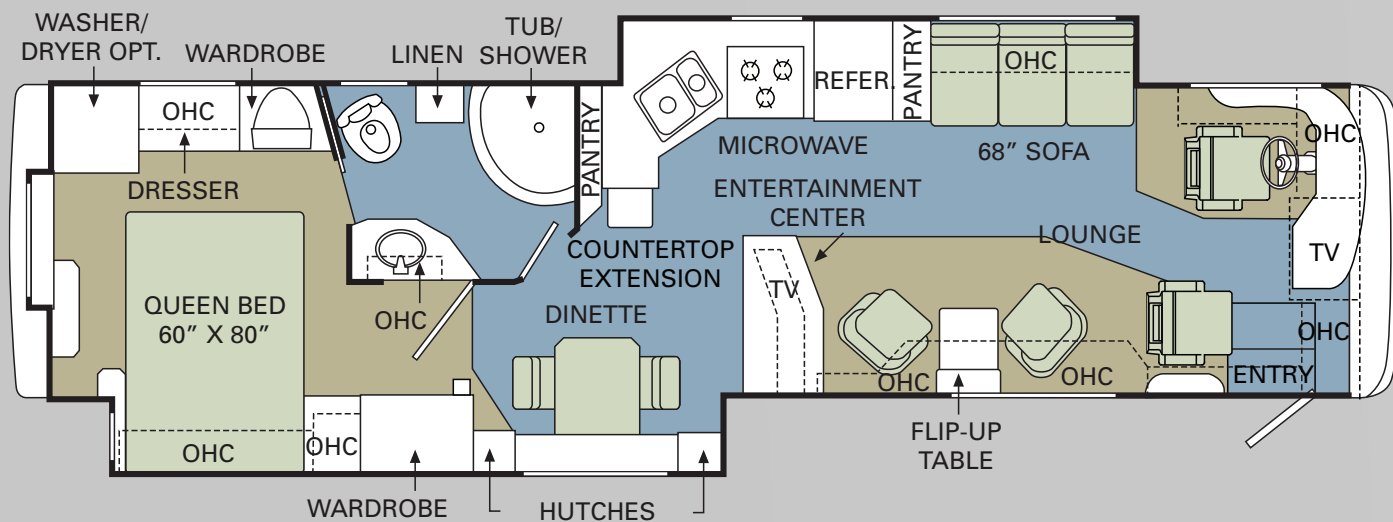 WASHER/
DRYER OPT.
WARDROBE
LINEN
TUB/
SHOWER
OHC
DRESSER
PANTRY
MICROWAVE
REFER.
PANTRY
OHC
68” SOFA
OHC
ENTERTAINMENT
CENTER
LOUNGE
TV
COUNTERTOP
EXTENSION
TV
QUEEN BED
60” X 80”
OHC
DINETTE
OHC
OHC
OHC
ENTRY
OHC
OHC
FLIP-UP
TABLE
WARDROBE
HUTCHES